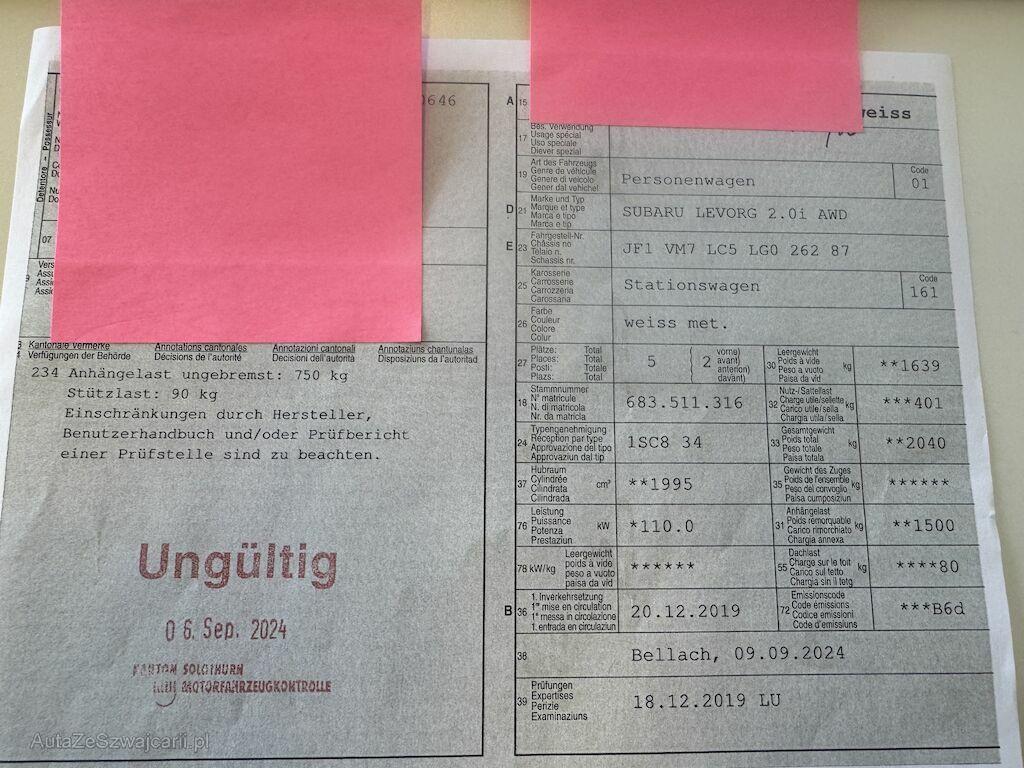 0646
Detentore - Possesseur
07
3 Kantonale Vermerke Annotations cantonales Annotazioni cantonali Annotaziuns chantunalas
4 Verfügungen der Behörde Décisions de l'autorité Decisioni dell'autorità Disposiziuns da l'autoritad
234 Anhängelast ungebremst: 750 kg
Stützlast: 90 kg
Einschränkungen durch Hersteller,
Benutzerhandbuch und/oder Prüfbericht
einer Prüfstelle sind zu beachten.
Ungültig
06. Sep. 2024
KANTON SOLOTHURN
MOTORFAHRZEUGKONTROLLE
A 15
weiss
17 Bes. Verwendung
Usage spécial
Uso speciale
Diever spezial
19 Art des Fahrzeugs
Genre de véhicule
Genere di veicolo
Gener dal vehichel
Personenwagen
Code
01
D 21 Marke und Typ
Marque et type
Marca e tipo
Marca e tip
SUBARU LEVORG 2.0i AWD
E 23 Fahrgestell-Nr.
Châssis no
Telaio n.
Schassis nr.
JF1 VM7 LC5 LG0 262 87
25 Karosserie
Carrosserie
Carrozzeria
Carossaria
Stationswagen
Code
161
26 Farbe
Couleur
Colore
Colur
weiss met.
27 Plätze: Total
Places: Total
Posti: Totale
Plazs: Total
5 ( 2 vorne)
avant)
anteriori)
davant)
30 Leergewicht
Poids à vide
Peso a vuoto
Paisa da vid
kg
**1639
18 Stammnummer
N° matricule
N. di matricola
Nr. da matricla
683.511.316
32 Nutz-/Sattellast
Charge utile/sellette
Carico utile/sella
Chargia utila/sella
kg
***401
24 Typengenehmigung
Réception par type
Approvazione del tipo
Approvaziun dal tip
1SC8 34
33 Gesamtgewicht
Poids total
Peso totale
Paisa totala
kg
**2040
37 Hubraum
Cylindrée
Cilindrata
Cilindrada
cm³
**1995
35 Gewicht des Zuges
Poids de l'ensemble
Peso del convoglio
Paisa cumposiziun
kg
******
76 Leistung
Puissance
Potenza
Prestaziun
kW
*110.0
31 Anhängelast
Poids remorquable
Carico rimorchiato
Chargia annexa
kg
**1500
78 kW/kg Leergewicht
poids à vide
peso a vuoto
paisa da vid
******
55 Dachlast
Charge sur le toit
Carico sul tetto
Chargia sin il tetg
kg
****80
B 36 1. Inverkehrsetzung
1re mise en circulation
1a messa in circolazione
1. entrada en circulaziun
20.12.2019
72 Emissionscode
Code émissions
Codice emissioni
Code d'emissiuns
***B6d
38 Bellach, 09.09.2024
39 Prüfungen
Expertises
Perizie
Examinaziuns
18.12.2019 LU
AutaZeSzwajcarii.pl